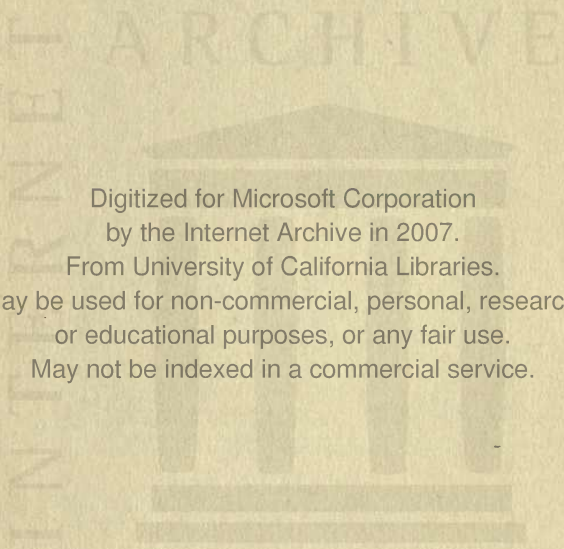 ARCHIVE
INTERNET
Digitized for Microsoft Corporation
by the Internet Archive in 2007.
From University of California Libraries.
ay be used for non-commercial, personal, researc
or educational purposes, or any fair use.
May not be indexed in a commercial service.